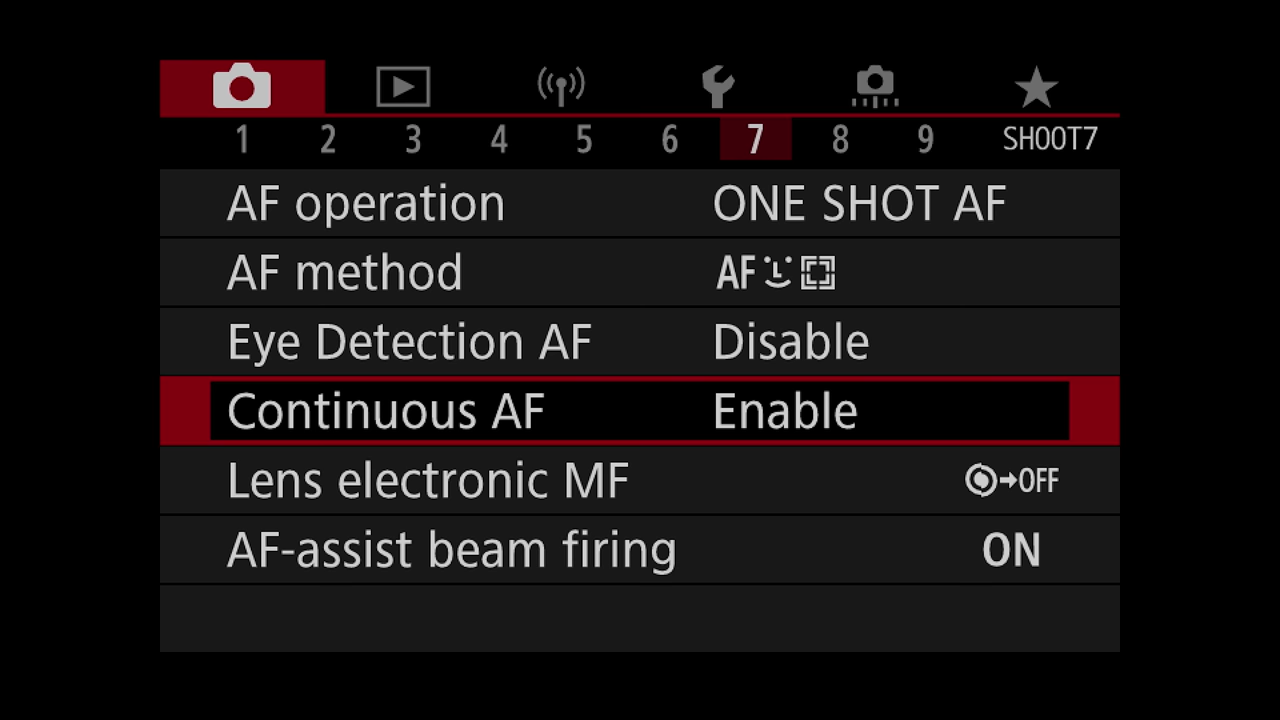 1 2 3 4 5 6 7 8 9 SHOOT7
AF operation ONE SHOT AF
AF method AF
Eye Detection AF Disable
Continuous AF Enable
Lens electronic MF OFF
AF-assist beam firing ON